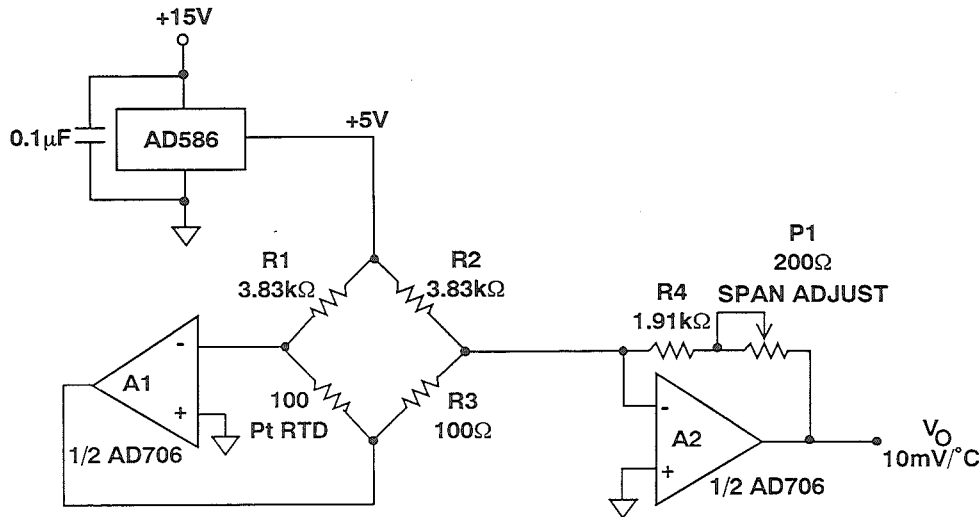 +15V
0.1μF
AD586
+5V
R1
3.83kΩ
R2
3.83kΩ
P1
200Ω
SPAN ADJUST
R4
1.91kΩ
-
A1
+
1/2 AD706
100
Pt RTD
R3
100Ω
-
A2
+
1/2 AD706
VO
10mV/°C